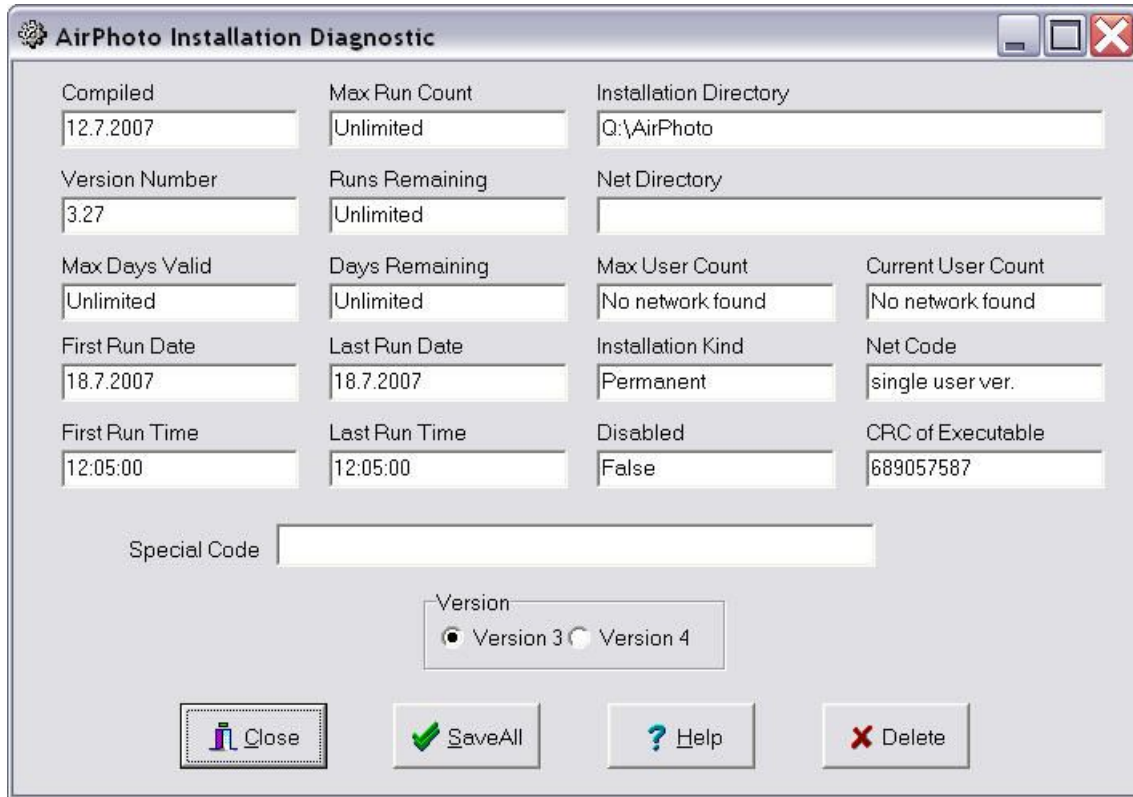 AirPhoto Installation Diagnostic
Compiled Max Run Count Installation Directory
12.7.2007 Unlimited Q:\AirPhoto
Version Number Runs Remaining Net Directory
3.27 Unlimited
Max Days Valid Days Remaining Max User Count Current User Count
Unlimited Unlimited No network found No network found
First Run Date Last Run Date Installation Kind Net Code
18.7.2007 18.7.2007 Permanent single user ver.
First Run Time Last Run Time Disabled CRC of Executable
12:05:00 12:05:00 False 689057587
Special Code
Version
Version 3 Version 4
Close SaveAll Help Delete